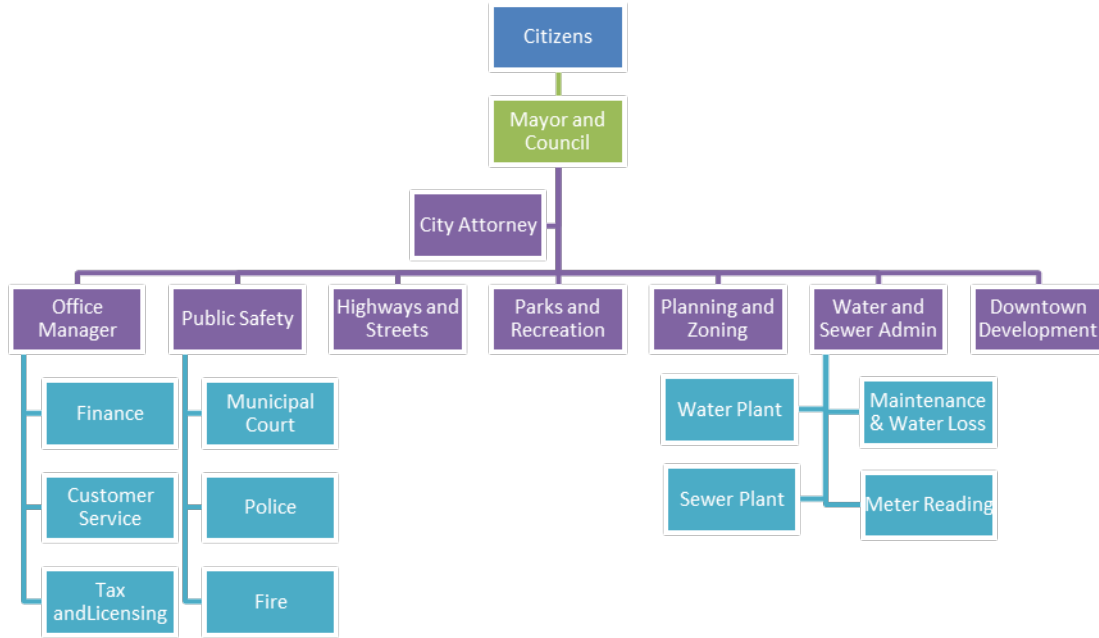 Citizens
Mayor and
Council
City Attorney
Office
Manager
Public Safety
Highways and
Streets
Parks and
Recreation
Planning and
Zoning
Water and
Sewer Admin
Downtown
Development
Finance
Customer
Service
Tax
andLicensing
Municipal
Court
Police
Fire
Water Plant
Sewer Plant
Maintenance
& Water Loss
Meter Reading